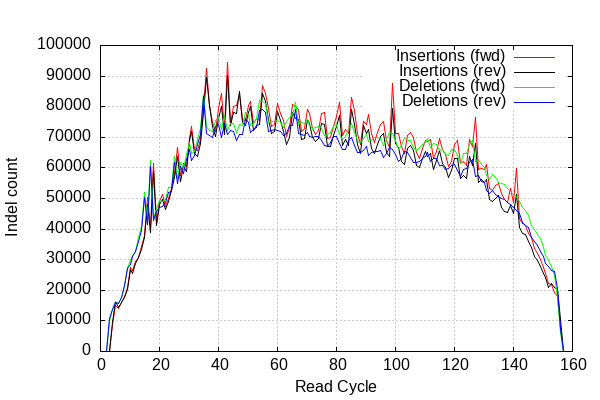 100000
90000
80000
70000
60000
50000
40000
30000
20000
10000
0
Indel count
Insertions (fwd)
Insertions (rev)
Deletions (fwd)
Deletions (rev)
0 20 40 60 80 100 120 140 160
Read Cycle